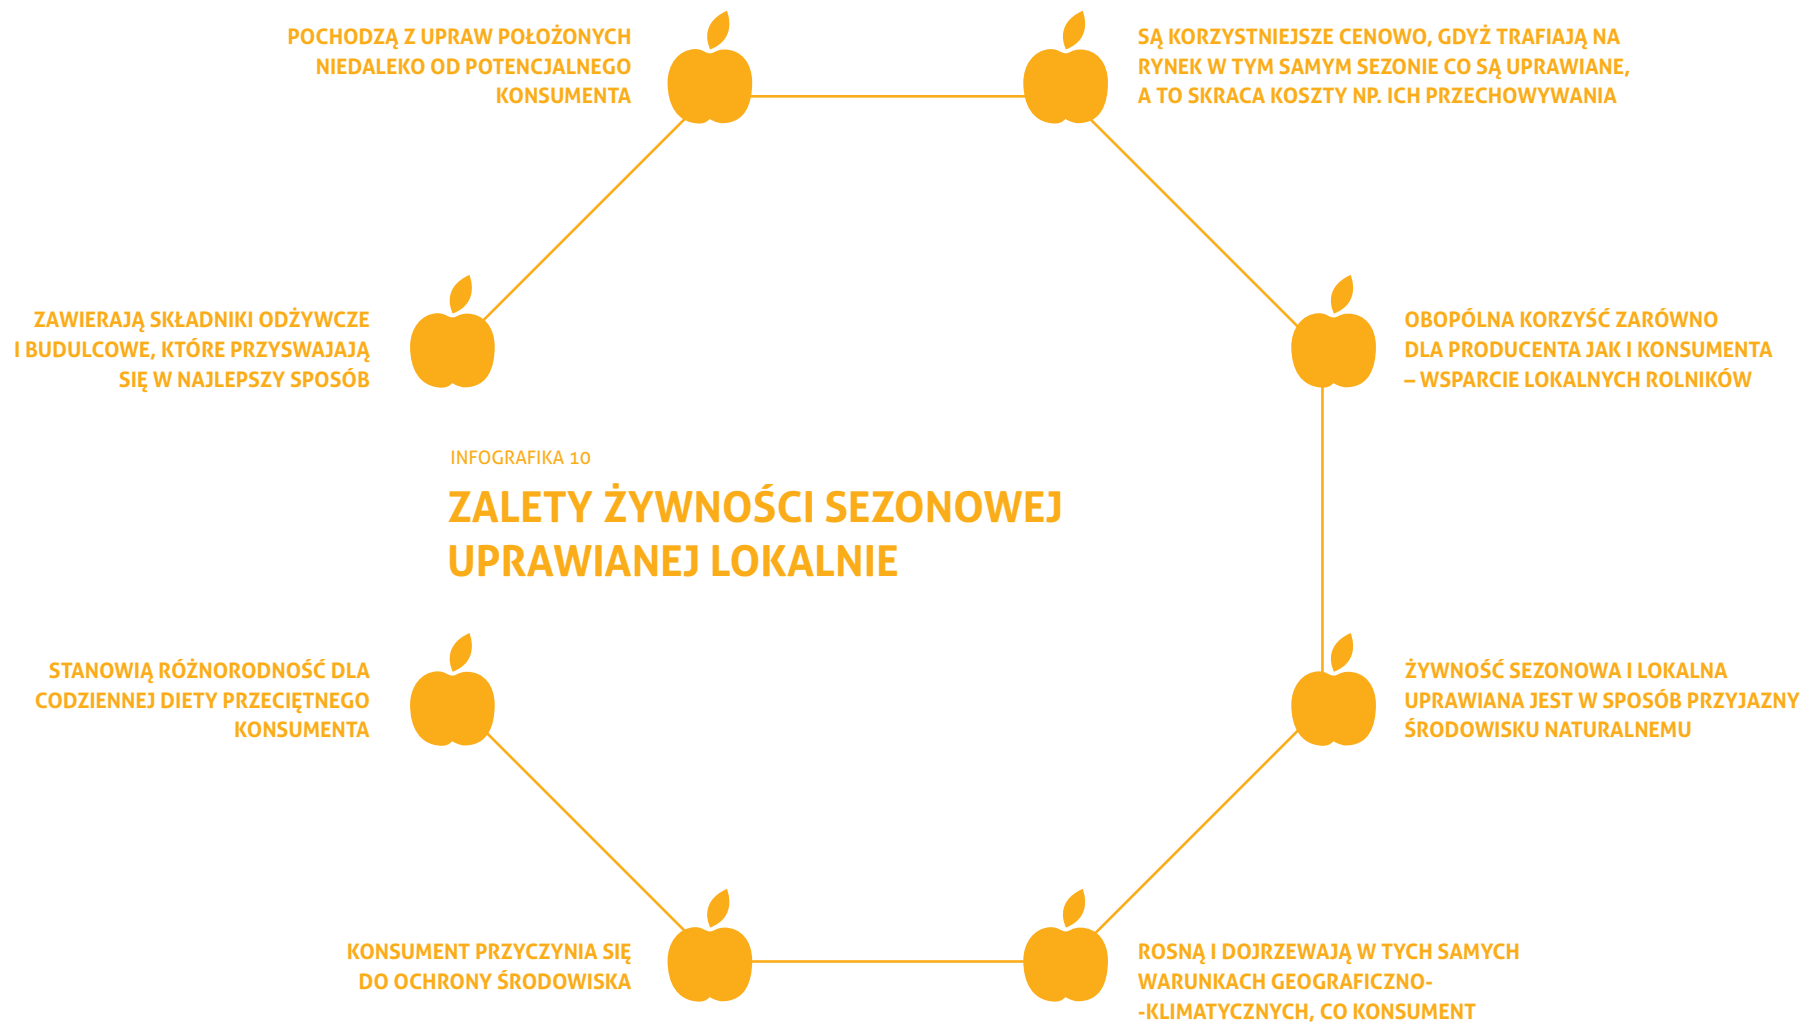 POCHODZĄ Z UPRAW POŁOŻONYCH
NIEDALEKO OD POTENCJALNEGO
KONSUMENTA
SĄ KORZYSTNIEJSZE CENOWO, GDYŻ TRAFIAJĄ NA
RYNEK W TYM SAMYM SEZONIE CO SĄ UPRAWIANE,
A TO SKRACA KOSZTY NP. ICH PRZECHOWYWANIA
ZAWIERAJĄ SKŁADNIKI ODŻYWCZE
I BUDULCOWE, KTÓRE PRZYSWAJAJĄ
SIĘ W NAJLEPSZY SPOSÓB
OBOPÓLNA KORZYŚĆ ZARÓWNO
DLA PRODUCENTA JAK I KONSUMENTA
– WSPARCIE LOKALNYCH ROLNIKÓW
INFOGRAFIKA 10
ZALETY ŻYWNOŚCI SEZONOWEJ
UPRAWIANEJ LOKALNIE
STANOWIĄ RÓŻNORODNOŚĆ DLA
CODZIENNEJ DIETY PRZECIĘTNEGO
KONSUMENTA
ŻYWNOŚĆ SEZONOWA I LOKALNA
UPRAWIANA JEST W SPOSÓB PRZYJAZNY
ŚRODOWISKU NATURALNEMU
KONSUMENT PRZYCZYNIA SIĘ
DO OCHRONY ŚRODOWISKA
ROSNĄ I DOJRZEWAJĄ W TYCH SAMYCH
WARUNKACH GEOGRAFICZNO-
-KLIMATYCZNYCH, CO KONSUMENT